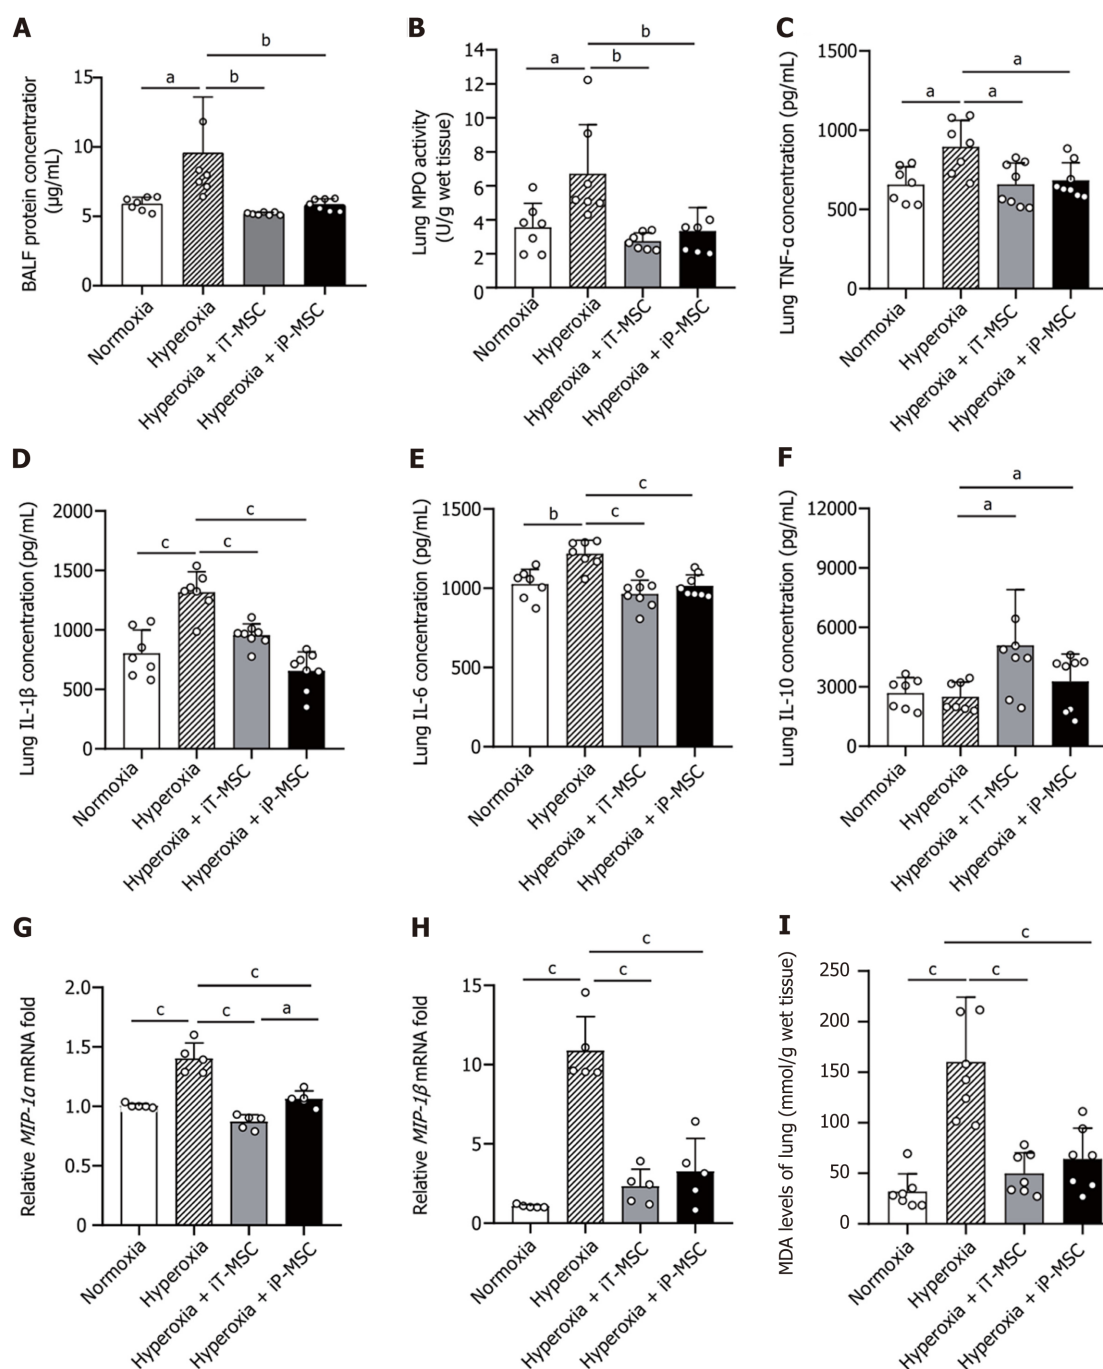 A
BALF protein concentration
(μg/mL)
15
10
5
0
a
b
b
Normoxia
Hyperoxia
Hyperoxia + iT-MSC
Hyperoxia + iP-MSC
B
Lung MPO activity
(U/g wet tissue)
14
12
10
8
6
4
2
0
a
b
b
Normoxia
Hyperoxia
Hyperoxia + iT-MSC
Hyperoxia + iP-MSC
C
Lung TNF-ɑ concentration (pg/mL)
1500
1000
500
0
a
a
a
Normoxia
Hyperoxia
Hyperoxia + iT-MSC
Hyperoxia + iP-MSC
D
Lung IL-1β concentration (pg/mL)
2000
1500
1000
500
0
c
c
c
Normoxia
Hyperoxia
Hyperoxia + iT-MSC
Hyperoxia + iP-MSC
E
Lung IL-6 concentration (pg/mL)
1500
1000
500
0
c
b
c
Normoxia
Hyperoxia
Hyperoxia + iT-MSC
Hyperoxia + iP-MSC
F
Lung IL-10 concentration (pg/mL)
12000
9000
6000
3000
0
a
a
Normoxia
Hyperoxia
Hyperoxia + iT-MSC
Hyperoxia + iP-MSC
G
Relative MIP-1ɑ mRNA fold
2.0
1.5
1.0
0.5
0
c
c
c
a
Normoxia
Hyperoxia
Hyperoxia + iT-MSC
Hyperoxia + iP-MSC
H
Relative MIP-1β mRNA fold
15
10
5
0
c
c
c
Normoxia
Hyperoxia
Hyperoxia + iT-MSC
Hyperoxia + iP-MSC
I
MDA levels of lung (mmol/g wet tissue)
250
200
150
100
50
0
c
c
c
Normoxia
Hyperoxia
Hyperoxia + iT-MSC
Hyperoxia + iP-MSC